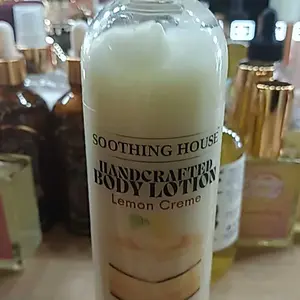 SOOTHING HOUSE
HANDCRAFTED
BODY LOTION
Lemon Creme